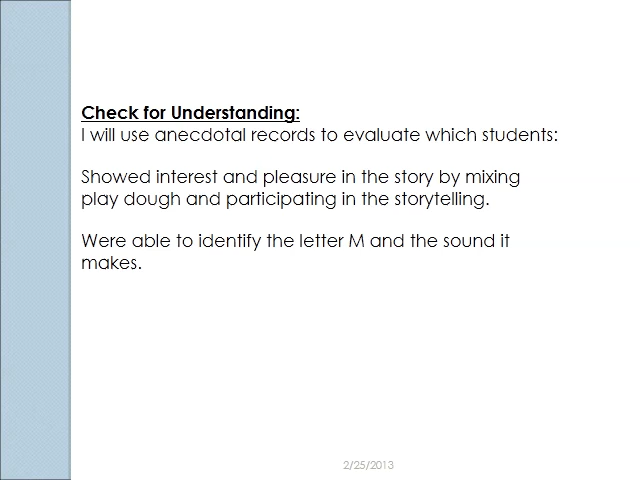 Check for Understanding:
I will use anecdotal records to evaluate which students:
Showed interest and pleasure in the story by mixing
play dough and participating in the storytelling.
Were able to identify the letter M and the sound it
makes.
2/25/2013